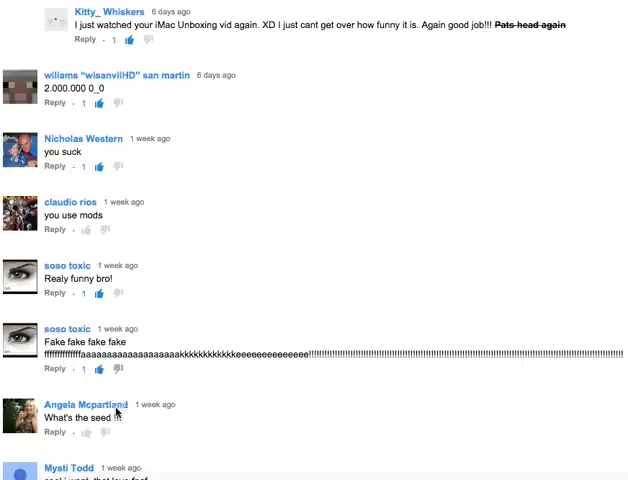 Kitty_ Whiskers 6 days ago
I just watched your iMac Unboxing vid again. XD I just cant get over how funny it is. Again good job!!! Pats head again
Reply · 1
wiliams "wisanvilHD" san martin 6 days ago
2.000.000 0_0
Reply · 1
Nicholas Western 1 week ago
you suck
Reply · 1
claudio rios 1 week ago
you use mods
Reply ·
soso toxic 1 week ago
Realy funny bro!
Reply · 1
soso toxic 1 week ago
Fake fake fake fake
ffffffffffffffaaaaaaaaaaaaaaaaaaakkkkkkkkkkkkeeeeeeeeeeeeee!!!!!!!!!!!!!!!!!!!!!!!!!!!!!!!!!!!!!!!!!!!!!!!!!!!!!!!!!!!!!!!!!!!!!!!!!!!!!!!!!!!!!!!!!!!!!!!!!!!!!!!!!!!!
Reply · 1
Angela Mcpartland 1 week ago
What's the seed !!!
Reply ·
Mysti Todd 1 week ago